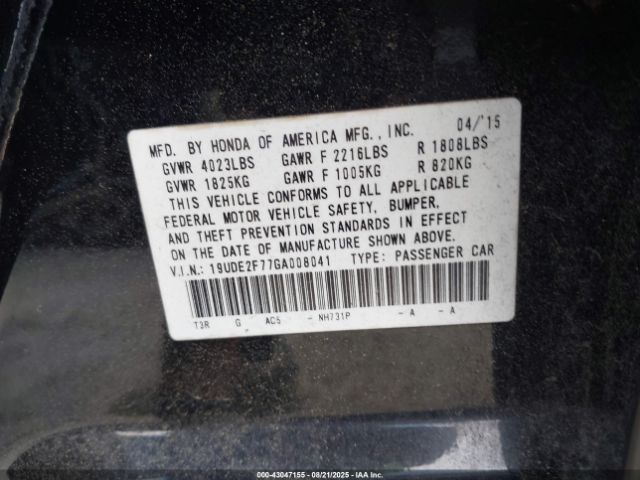 MFD. BY HONDA OF AMERICA MFG., INC. 04/'15
GVWR 4023LBS GAWR F 2216LBS R 1808LBS
GVWR 1825KG GAWR F 1005KG R 820KG
THIS VEHICLE CONFORMS TO ALL APPLICABLE
FEDERAL MOTOR VEHICLE SAFETY, BUMPER,
AND THEFT PREVENTION STANDARDS IN EFFECT
ON THE DATE OF MANUFACTURE SHOWN ABOVE.
V.I.N.: 19UDE2F77GA008041 TYPE: PASSENGER CAR
T3R G AC5 - NH731P - A - A
000-43047155 - 08/21/2025 - IAA Inc.